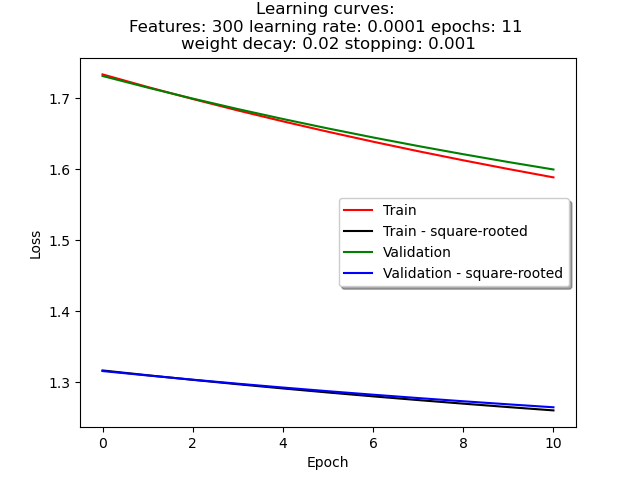 Learning curves:
Features: 300 learning rate: 0.0001 epochs: 11
weight decay: 0.02 stopping: 0.001
1.7
1.6
1.5
1.4
1.3
Loss
Train
Train - square-rooted
Validation
Validation - square-rooted
0 2 4 6 8 10
Epoch